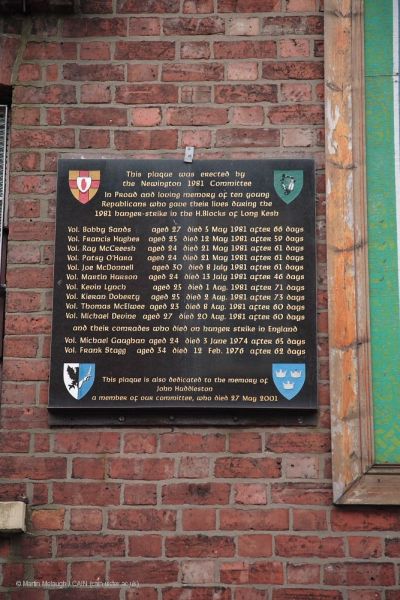 This plaque was erected by
the Newington 1981 Committee
In Proud and loving memory of ten young
Republicans who gave their lives during the
1981 hunger-strike in the H.Blocks of Long Kesh
Vol. Bobby Sands aged 27 died 5 May 1981 after 66 days
Vol. Francis Hughes aged 25 died 12 May 1981 after 59 days
Vol. Ray McCreesh aged 24 died 21 May 1981 after 61 days
Vol. Patsy O'Hara aged 24 died 21 May 1981 after 61 days
Vol. Joe McDonnell aged 30 died 8 July 1981 after 61 days
Vol. Martin Hurson aged 24 died 13 July 1981 after 46 days
Vol. Kevin Lynch aged 25 died 1 Aug. 1981 after 71 days
Vol. Kieran Doherty aged 25 died 2 Aug. 1981 after 73 days
Vol. Thomas McElwee aged 23 died 8 Aug. 1981 after 60 days
Vol. Michael Devine aged 27 died 20 Aug. 1981 after 60 days
and their comrades who died on hunger strike in England
Vol. Michael Gaughan aged 24 died 3 June 1974 after 65 days
Vol. Frank Stagg aged 34 died 12 Feb. 1976 after 62 days
This plaque is also dedicated to the memory of
John Huddleston
a member of our committee, who died 27 May 2001
© Martin Melaugh / CAIN (cain.ulster.ac.uk)